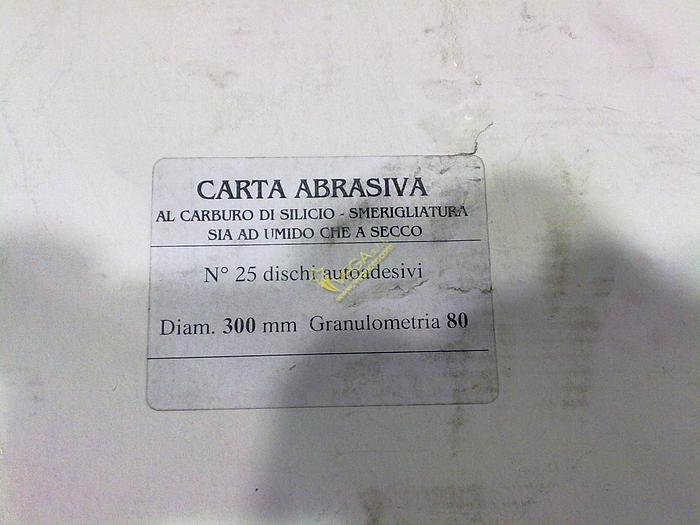 CARTA ABRASIVA
AL CARBURO DI SILICIO - SMERIGLIATURA
SIA AD UMIDO CHE A SECCO
N° 25 dischi autoadesivi
Diam. 300 mm Granulometria 80